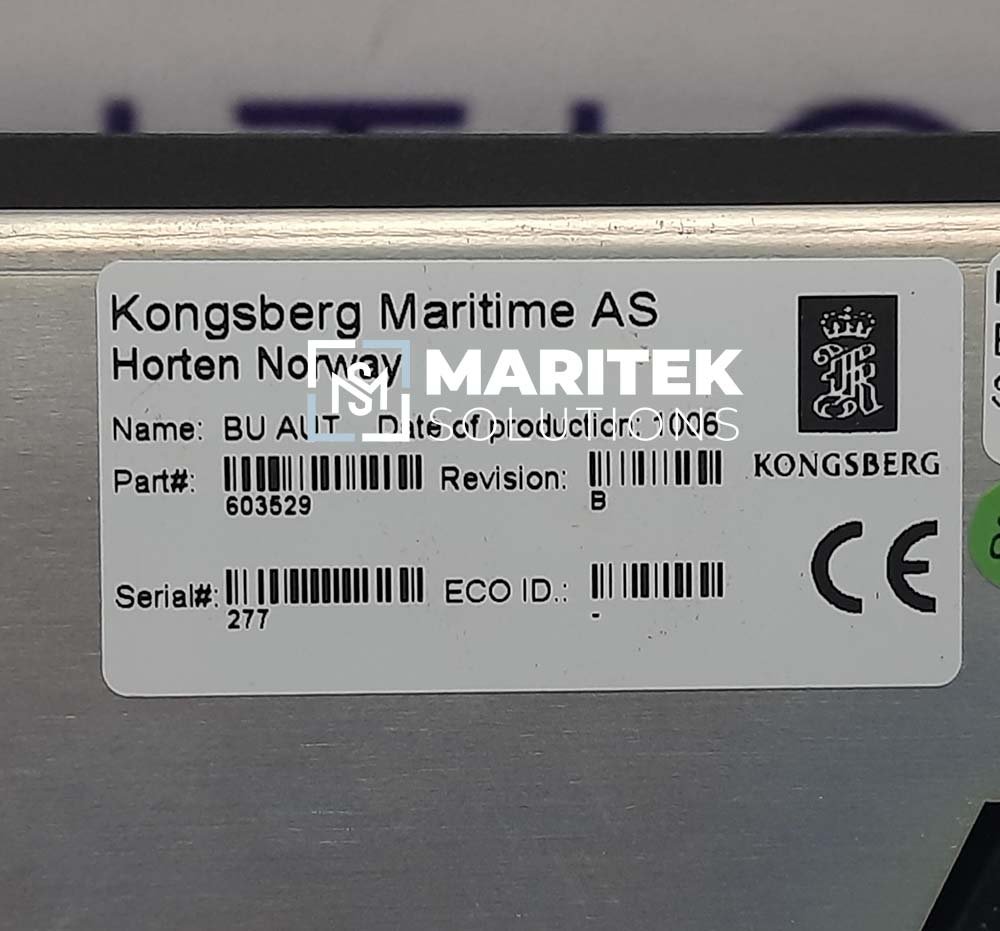 Kongsberg Maritime AS
Horten Norway
MARITEK
SOLUTIONS
Name: BU AUT Date of production: 1006
Part#: 603529 Revision: B
KONGSBERG
Serial#: 277 ECO ID.: -
CE